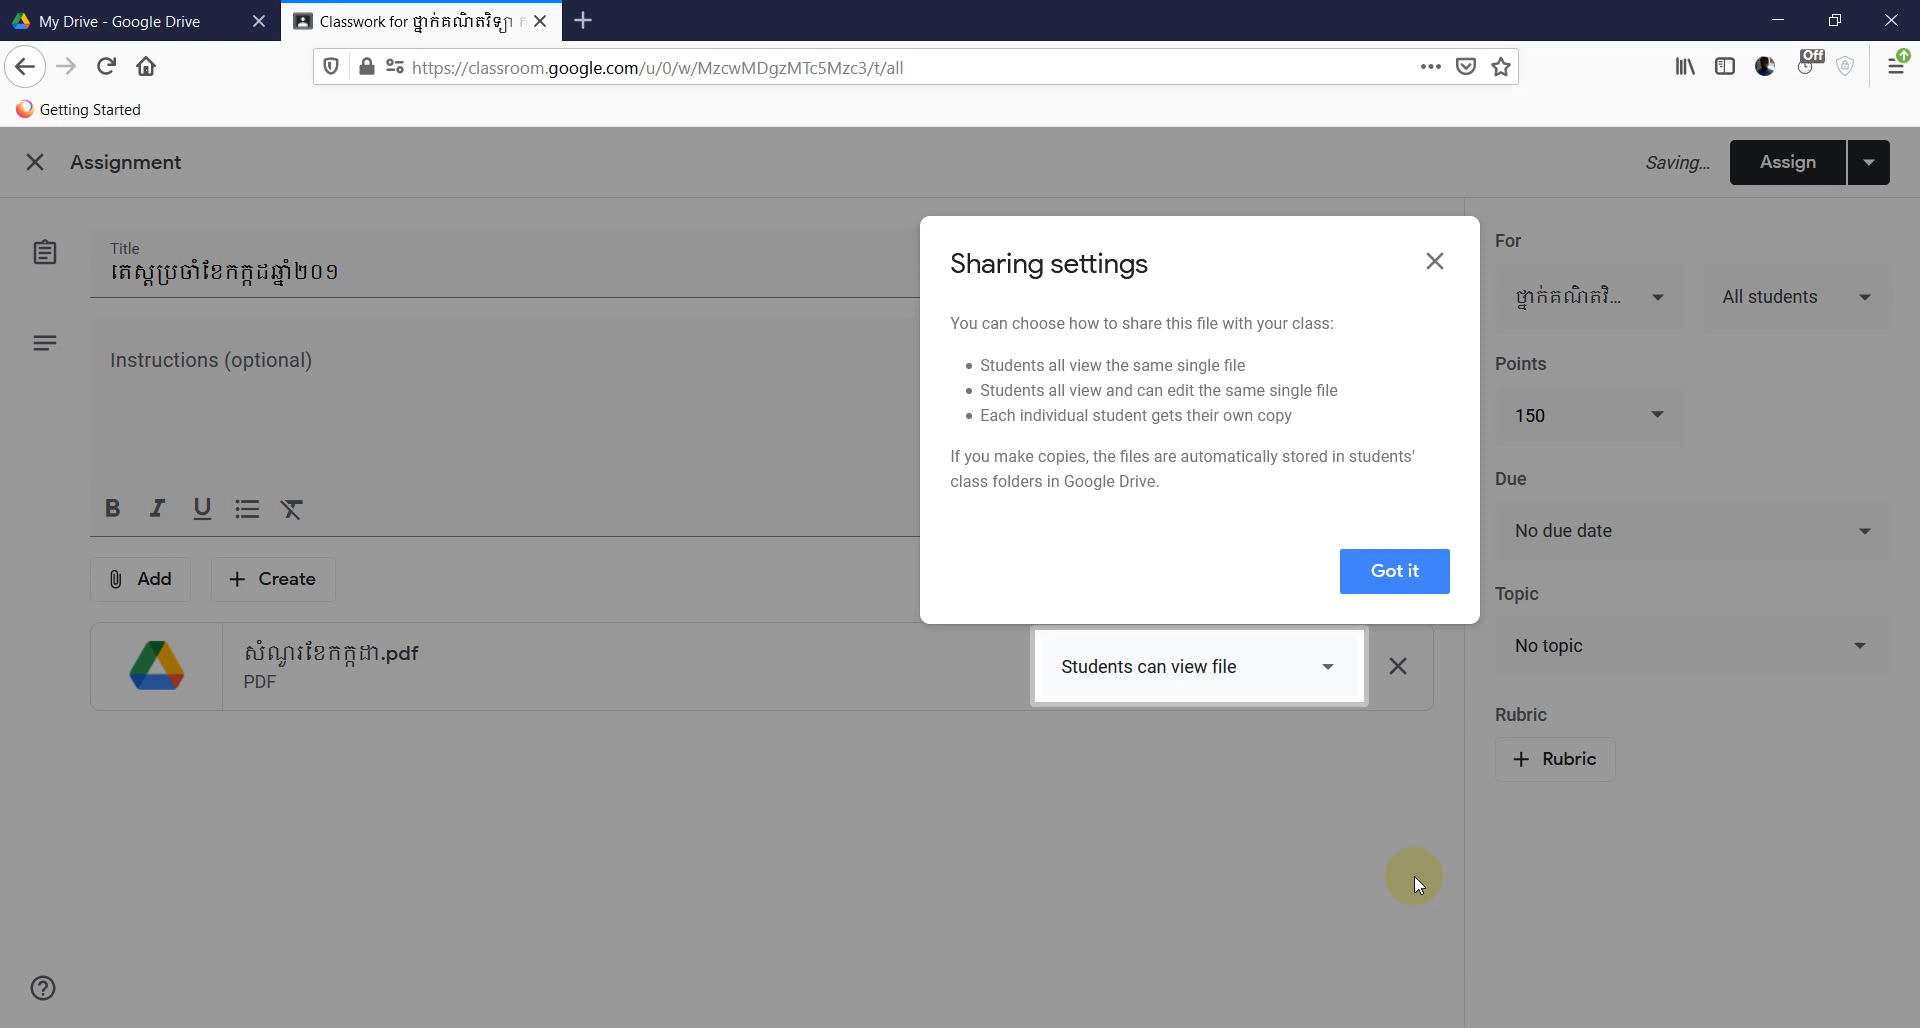 My Drive - Google Drive
Classwork for ថ្នាក់គណិតវិទ្យា
https://classroom.google.com/u/0/w/MzcwMDgzMTc5Mzc3/t/all
Off
Getting Started
Assignment
Saving...
Assign
Title
តេស្តប្រចាំខែកក្កដឆ្នាំ២០១
Instructions (optional)
Add
Create
សំណួរខែកក្កដា.pdf
PDF
Sharing settings
You can choose how to share this file with your class:
• Students all view the same single file
• Students all view and can edit the same single file
• Each individual student gets their own copy
If you make copies, the files are automatically stored in students'
class folders in Google Drive.
Got it
Students can view file
For
ថ្នាក់គណិតវិ...
All students
Points
150
Due
No due date
Topic
No topic
Rubric
Rubric